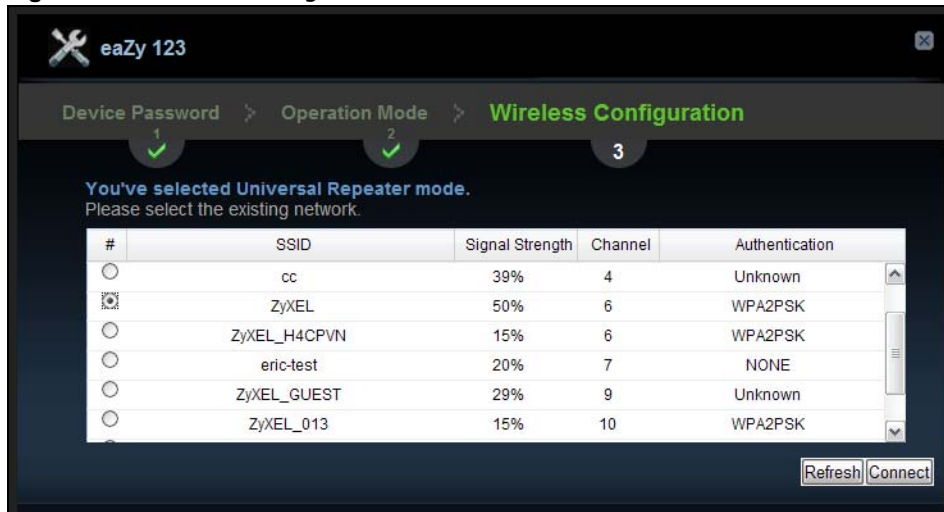 eaZy 123
Device Password > Operation Mode > Wireless Configuration
1 2 3
You've selected Universal Repeater mode.
Please select the existing network.
# SSID Signal Strength Channel Authentication
cc 39% 4 Unknown
ZyXEL 50% 6 WPA2PSK
ZyXEL_H4CPVN 15% 6 WPA2PSK
eric-test 20% 7 NONE
ZyXEL_GUEST 29% 9 Unknown
ZyXEL_013 15% 10 WPA2PSK
Refresh Connect